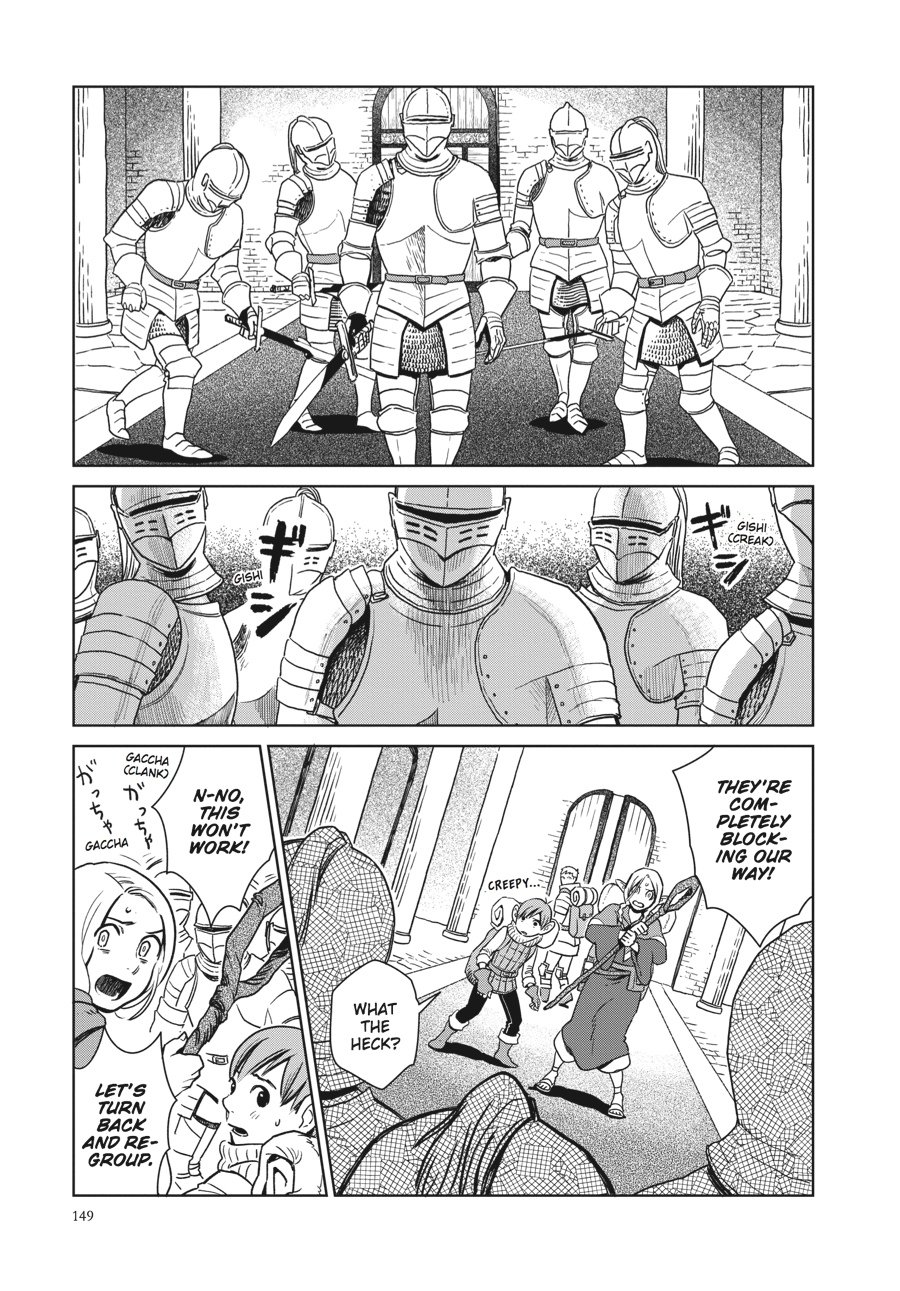 ギシ
GISHI
ギシ
GISHI
(CREAK)
THEY'RE
COM-
PLETELY
BLOCK-
ING OUR
WAY!
CREEPY...
WHAT
THE
HECK?
GACCHA
(CLANK)
がっちゃ
がっちゃ
GACCHA
N-NO,
THIS
WON'T
WORK!
LET'S
TURN
BACK
AND RE-
GROUP.
149